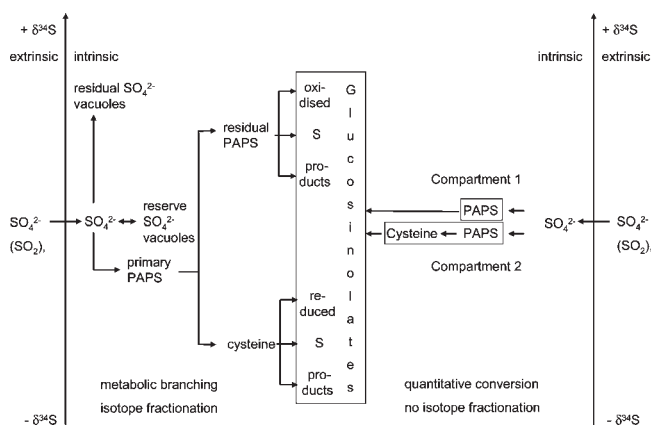 + δ³⁴S
+ δ³⁴S
extrinsic
intrinsic
intrinsic
extrinsic
residual SO₄²⁻
vacuoles
oxi-
dised
S
pro-
ducts
residual
PAPS
Glucosinolates
Compartment 1
PAPS
SO₄²⁻
(SO₂),
SO₄²⁻
reserve
SO₄²⁻
vacuoles
Cysteine
PAPS
SO₄²⁻
SO₄²⁻
(SO₂),
primary
PAPS
Compartment 2
re-
duced
S
pro-
ducts
cysteine
metabolic branching
isotope fractionation
quantitative conversion
no isotope fractionation
- δ³⁴S
- δ³⁴S